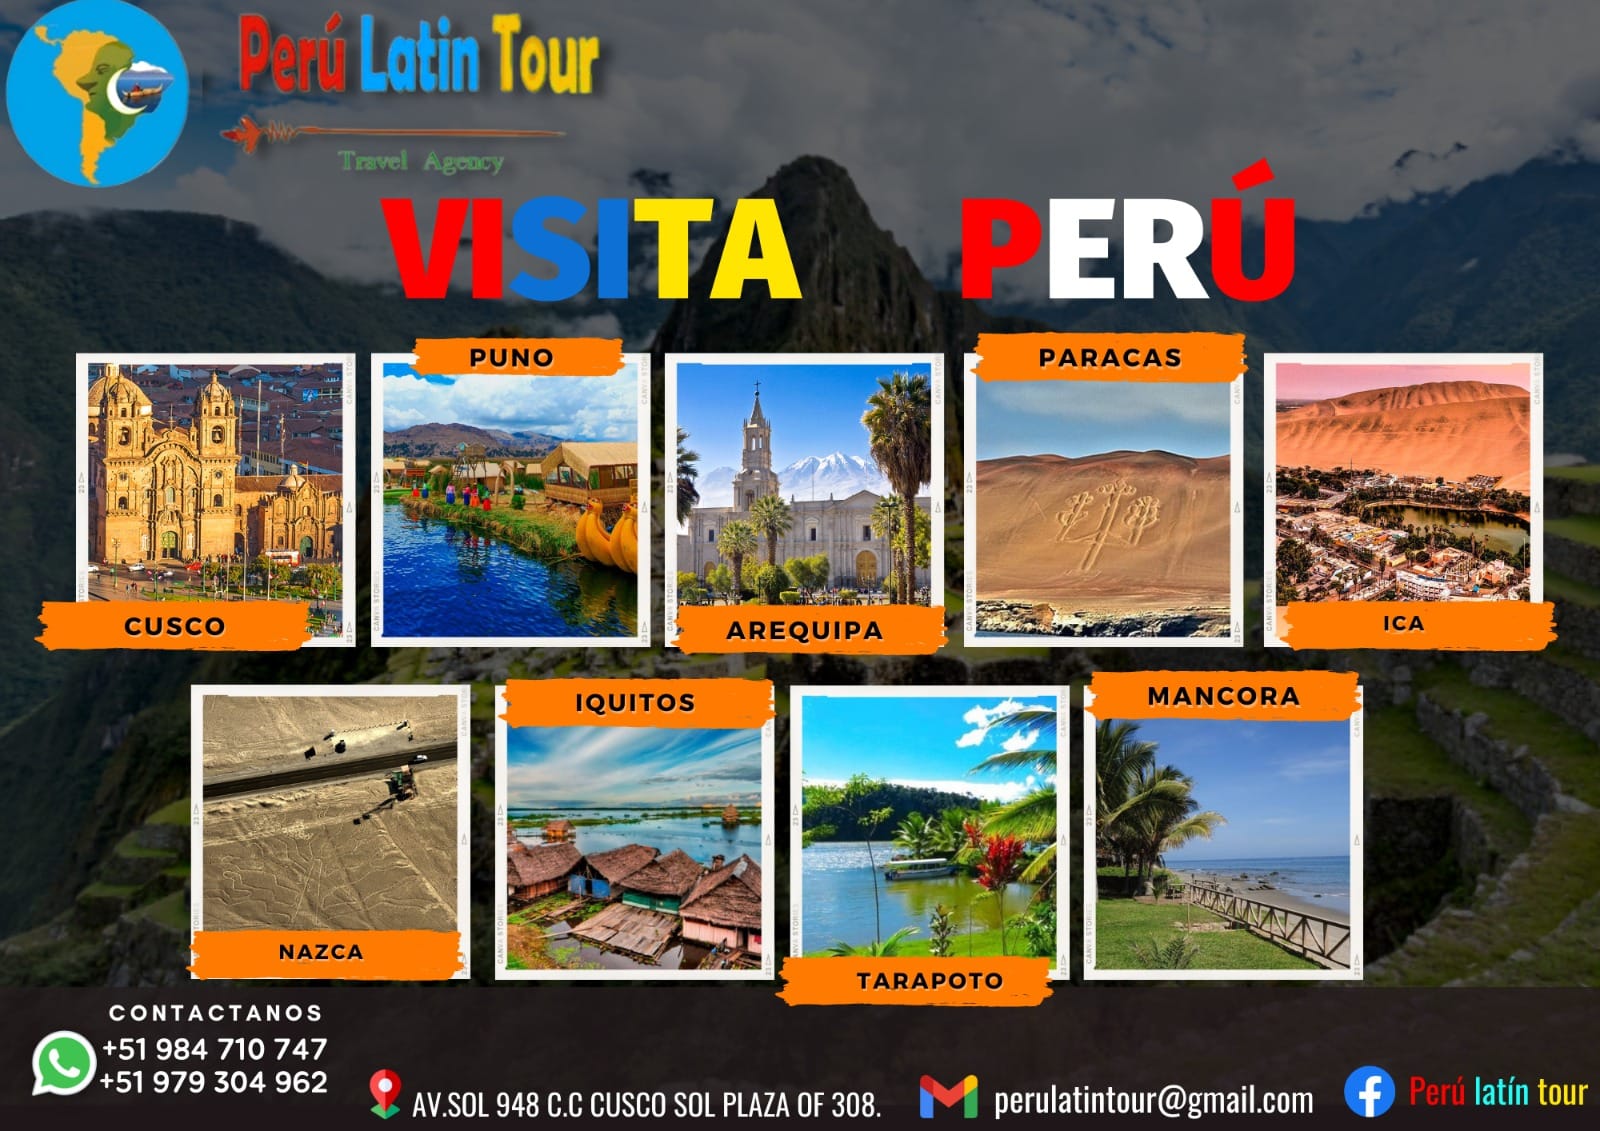 Perú Latin Tour
Travel Agency
VISITA PERÚ
CUSCO
PUNO
AREQUIPA
PARACAS
ICA
NAZCA
IQUITOS
TARAPOTO
MANCORA
CONTACTANOS
+51 984 710 747
+51 979 304 962
AV.SOL 948 C.C CUSCO SOL PLAZA OF 308.
perulatintour@gmail.com
Perú latín tour